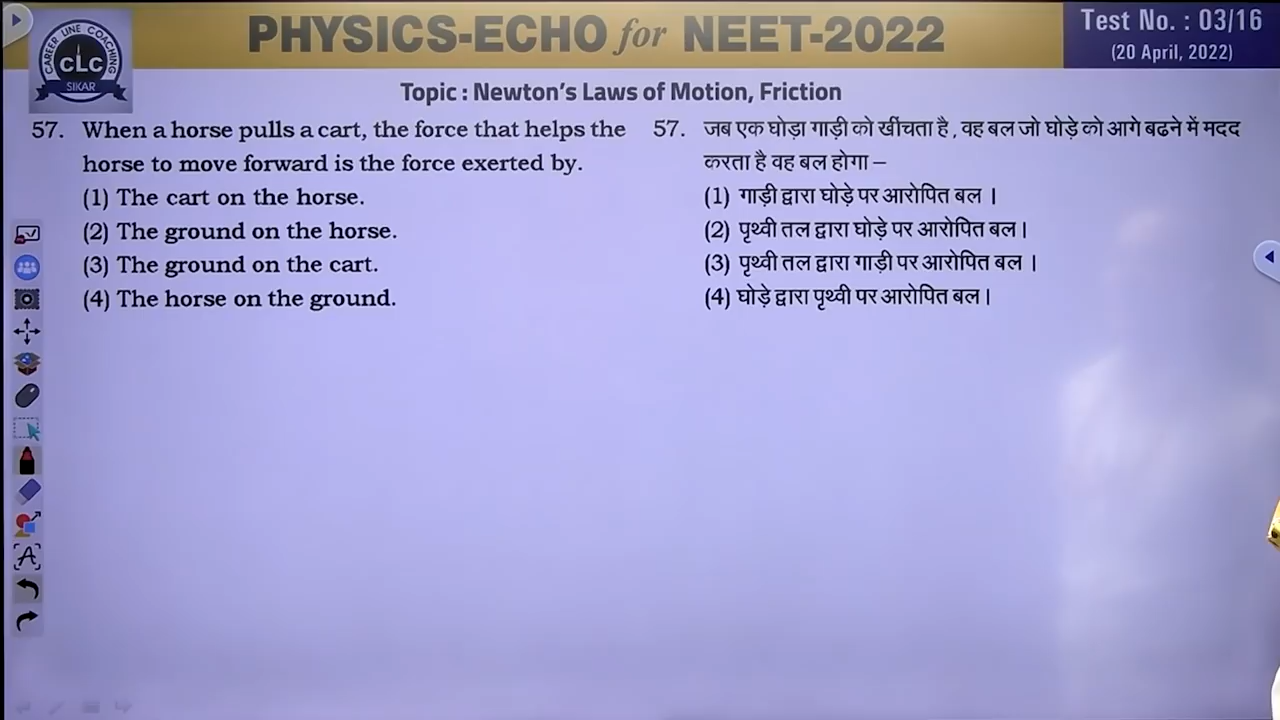 PHYSICS-ECHO for NEET-2022
Test No. : 03/16
(20 April, 2022)
CAREER LINE COACHING
CLC
SIKAR
Topic : Newton's Laws of Motion, Friction
57. When a horse pulls a cart, the force that helps the
horse to move forward is the force exerted by.
(1) The cart on the horse.
(2) The ground on the horse.
(3) The ground on the cart.
(4) The horse on the ground.
57. जब एक घोड़ा गाड़ी को खींचता है , वह बल जो घोड़े को आगे बढने में मदद
करता है वह बल होगा –
(1) गाड़ी द्वारा घोड़े पर आरोपित बल ।
(2) पृथ्वी तल द्वारा घोड़े पर आरोपित बल ।
(3) पृथ्वी तल द्वारा गाड़ी पर आरोपित बल ।
(4) घोड़े द्वारा पृथ्वी पर आरोपित बल ।